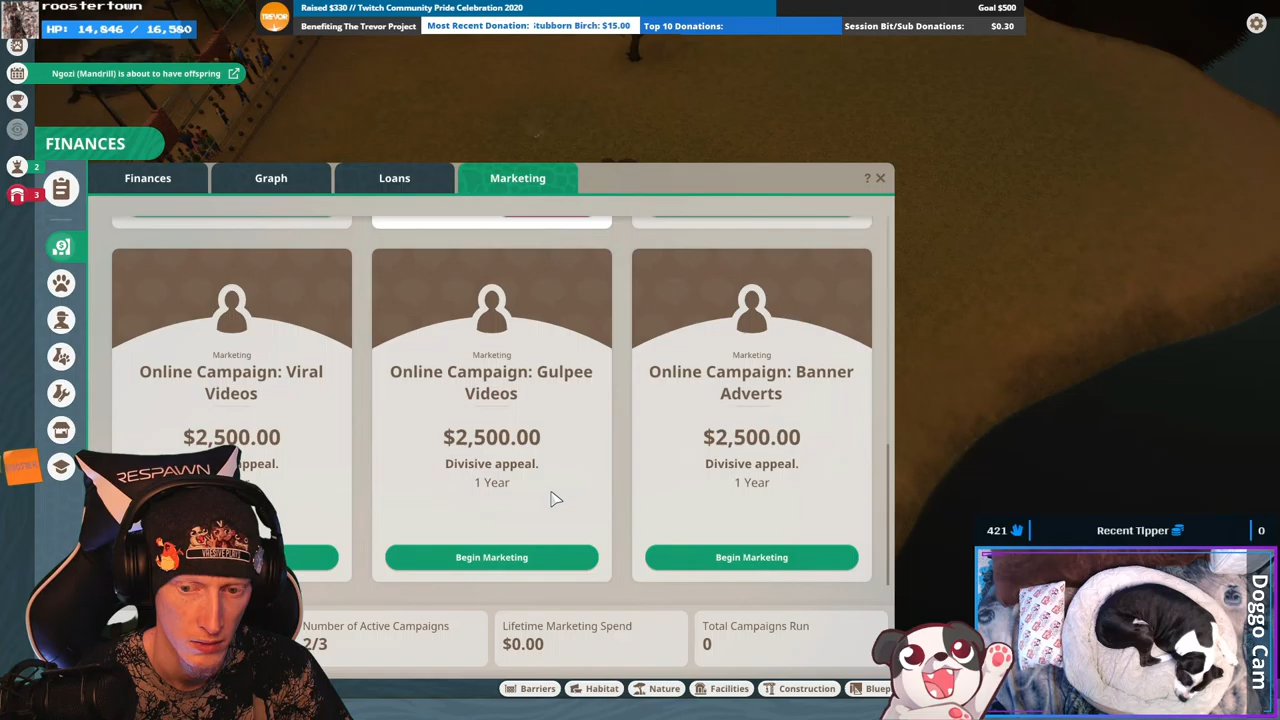 roostertown
HP: 14,846 / 16,580
TREVOR
Raised $330 // Twitch Community Pride Celebration 2020
Goal $500
Benefiting The Trevor Project
Most Recent Donation: Stubborn Birch: $15.00
Top 10 Donations:
Session Bit/Sub Donations: $0.30
Ngozi (Mandrill) is about to have offspring
FINANCES
2
3
Finances
Graph
Loans
Marketing
? ×
Marketing
Online Campaign: Viral
Videos
$2,500.00
appeal.
Marketing
Online Campaign: Gulpee
Videos
$2,500.00
Divisive appeal.
1 Year
Begin Marketing
Marketing
Online Campaign: Banner
Adverts
$2,500.00
Divisive appeal.
1 Year
Begin Marketing
RESPAWN
Number of Active Campaigns
2/3
Lifetime Marketing Spend
$0.00
Total Campaigns Run
0
Barriers
Habitat
Nature
Facilities
Construction
Bluep
421
Recent Tipper
0
Doggo Cam